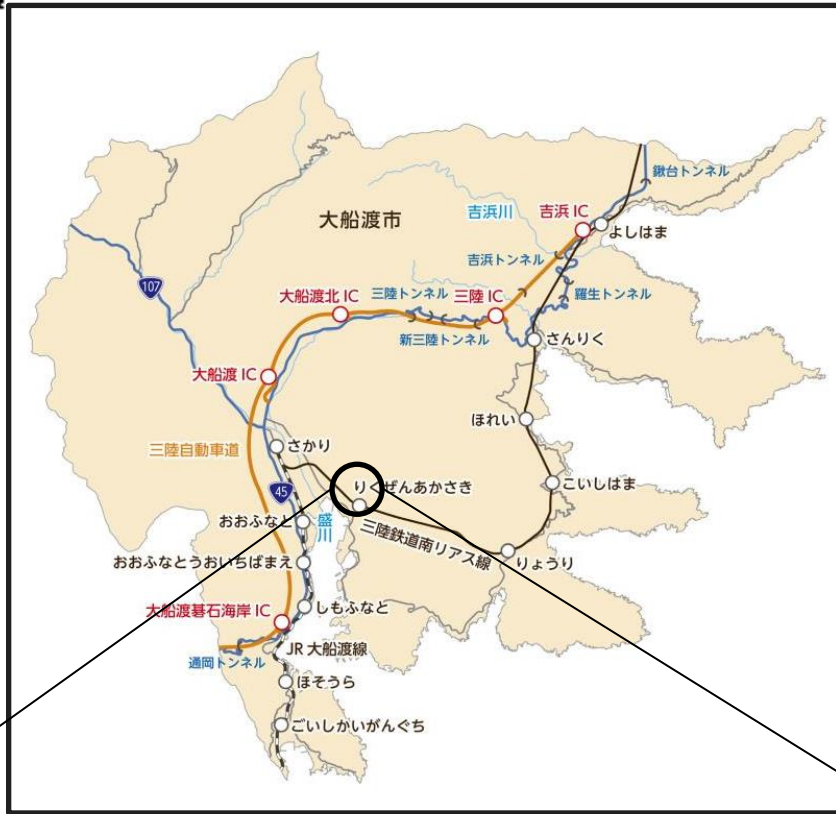 鍬台トンネル
大船渡市
吉浜川
吉浜 IC
よしはま
吉浜トンネル
107
大船渡北 IC
三陸トンネル
三陸 IC
羅生トンネル
新三陸トンネル
さんりく
大船渡 IC
ほれい
三陸自動車道
さかり
りくぜんあかさき
こいしはま
45
おおふなと
盛川
三陸鉄道南リアス線
おおふなとうおいちばまえ
りょうり
大船渡碁石海岸 IC
しもふなと
JR 大船渡線
通岡トンネル
ほそうら
ごいしかいがんぐち